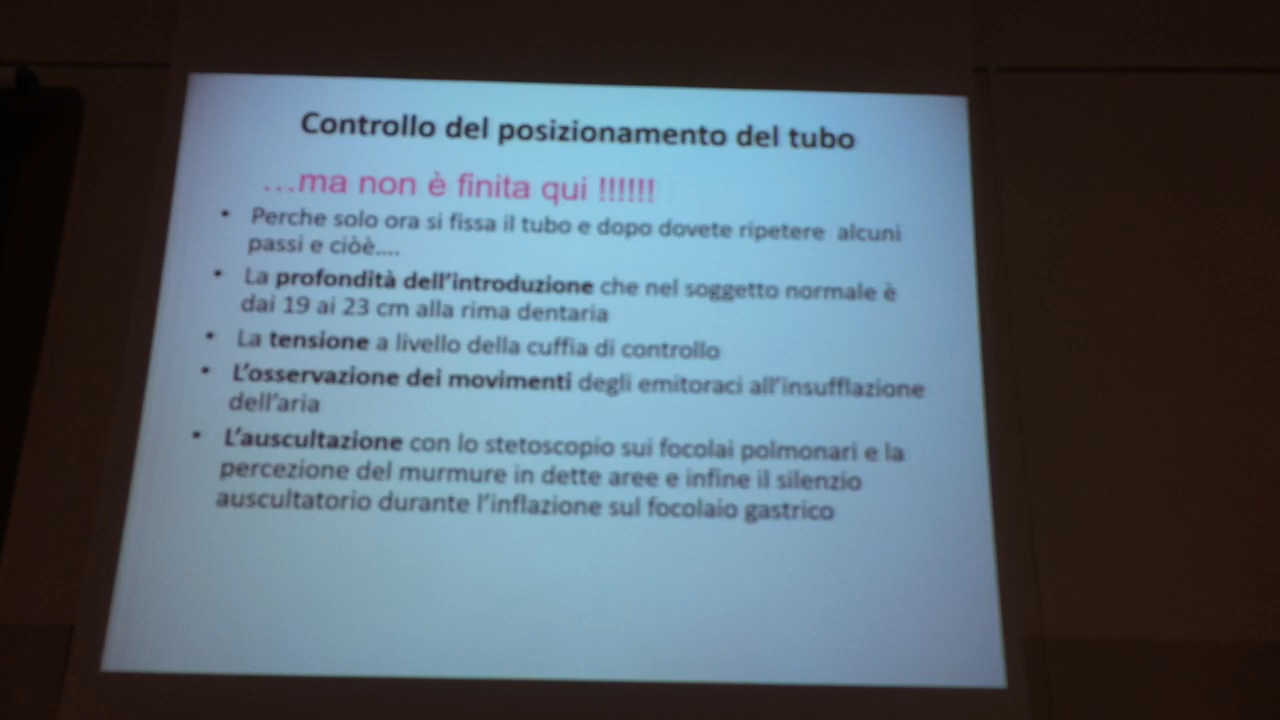 Controllo del posizionamento del tubo
...ma non è finita qui !!!!!!
• Perche solo ora si fissa il tubo e dopo dovete ripetere alcuni
passi e ciòè....
• La profondità dell'introduzione che nel soggetto normale è
dai 19 ai 23 cm alla rima dentaria
• La tensione a livello della cuffia di controllo
• L'osservazione dei movimenti degli emitoraci all'insufflazione
dell'aria
• L'auscultazione con lo stetoscopio sui focolai polmonari e la
percezione del murmure in dette aree e infine il silenzio
auscultatorio durante l'inflazione sul focolaio gastrico